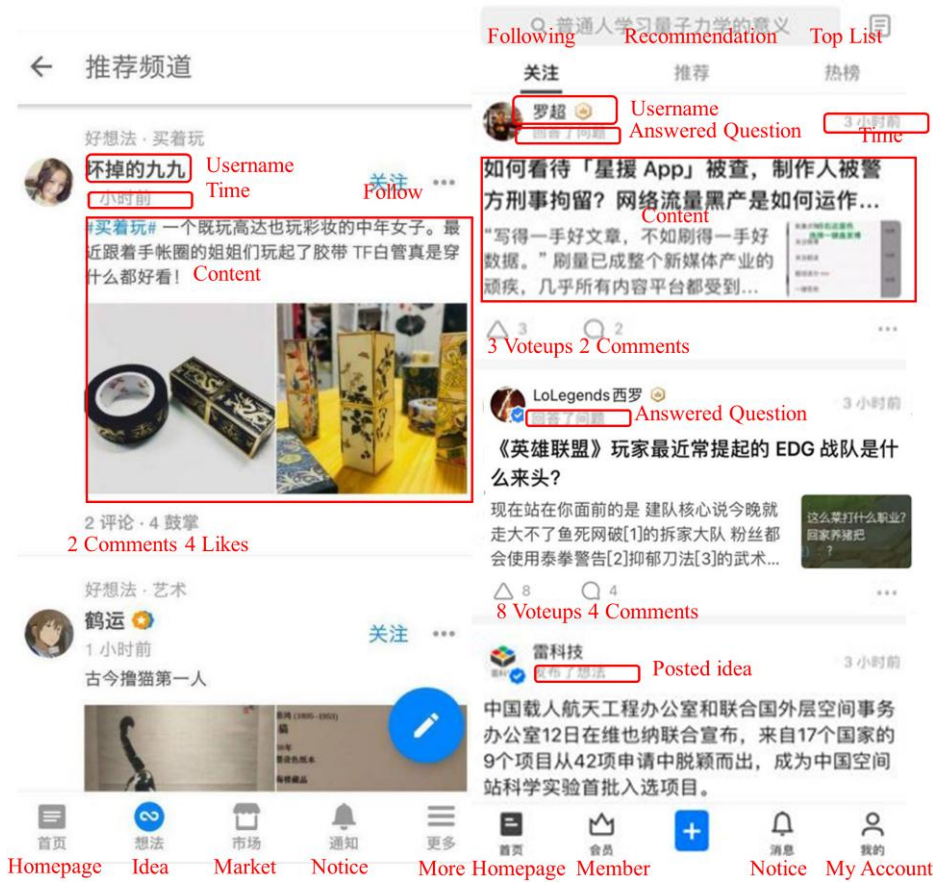 推荐频道
好想法 · 买着玩
坏掉的九九
Username
小时前
Time
关注
Follow
#买着玩# 一个既玩高达也玩彩妆的中年女子。最
近跟着手帐圈的姐姐们玩起了胶带 TF白管真是穿
什么都好看！
Content
2 评论 · 4 鼓掌
2 Comments 4 Likes
好想法 · 艺术
鹤运
关注
1 小时前
古今撸猫第一人
(1895-1953)
猫
首页
想法
市场
通知
更多
Homepage
Idea
Market
Notice
More
普通人学习量子力学的意义
Following
Recommendation
Top List
关注
推荐
热榜
罗超
Username
回答了问题
Answered Question
3 小时前
Time
如何看待「星援 App」被查，制作人被警
方刑事拘留？网络流量黑产是如何运作...
Content
“写得一手好文章，不如刷得一手好
数据。”刷量已成整个新媒体产业的
顽疾，几乎所有内容平台都受到...
3
2
3 Voteups 2 Comments
LoLegends西罗
回答了问题
Answered Question
3 小时前
《英雄联盟》玩家最近常提起的 EDG 战队是什
么来头?
现在站在你面前的是 建队核心说今晚就
走大不了鱼死网破[1]的拆家大队 粉丝都
会使用泰拳警告[2]抑郁刀法[3]的武术...
这么菜打什么职业?
回家养猪把
?
8
4
8 Voteups 4 Comments
雷科技
发布了想法
Posted idea
3 小时前
中国载人航天工程办公室和联合国外层空间事务
办公室12日在维也纳联合宣布，来自17个国家的
9个项目从42项申请中脱颖而出，成为中国空间
站科学实验首批入选项目。
首页
会员
消息
我的
Homepage
Member
Notice
My Account